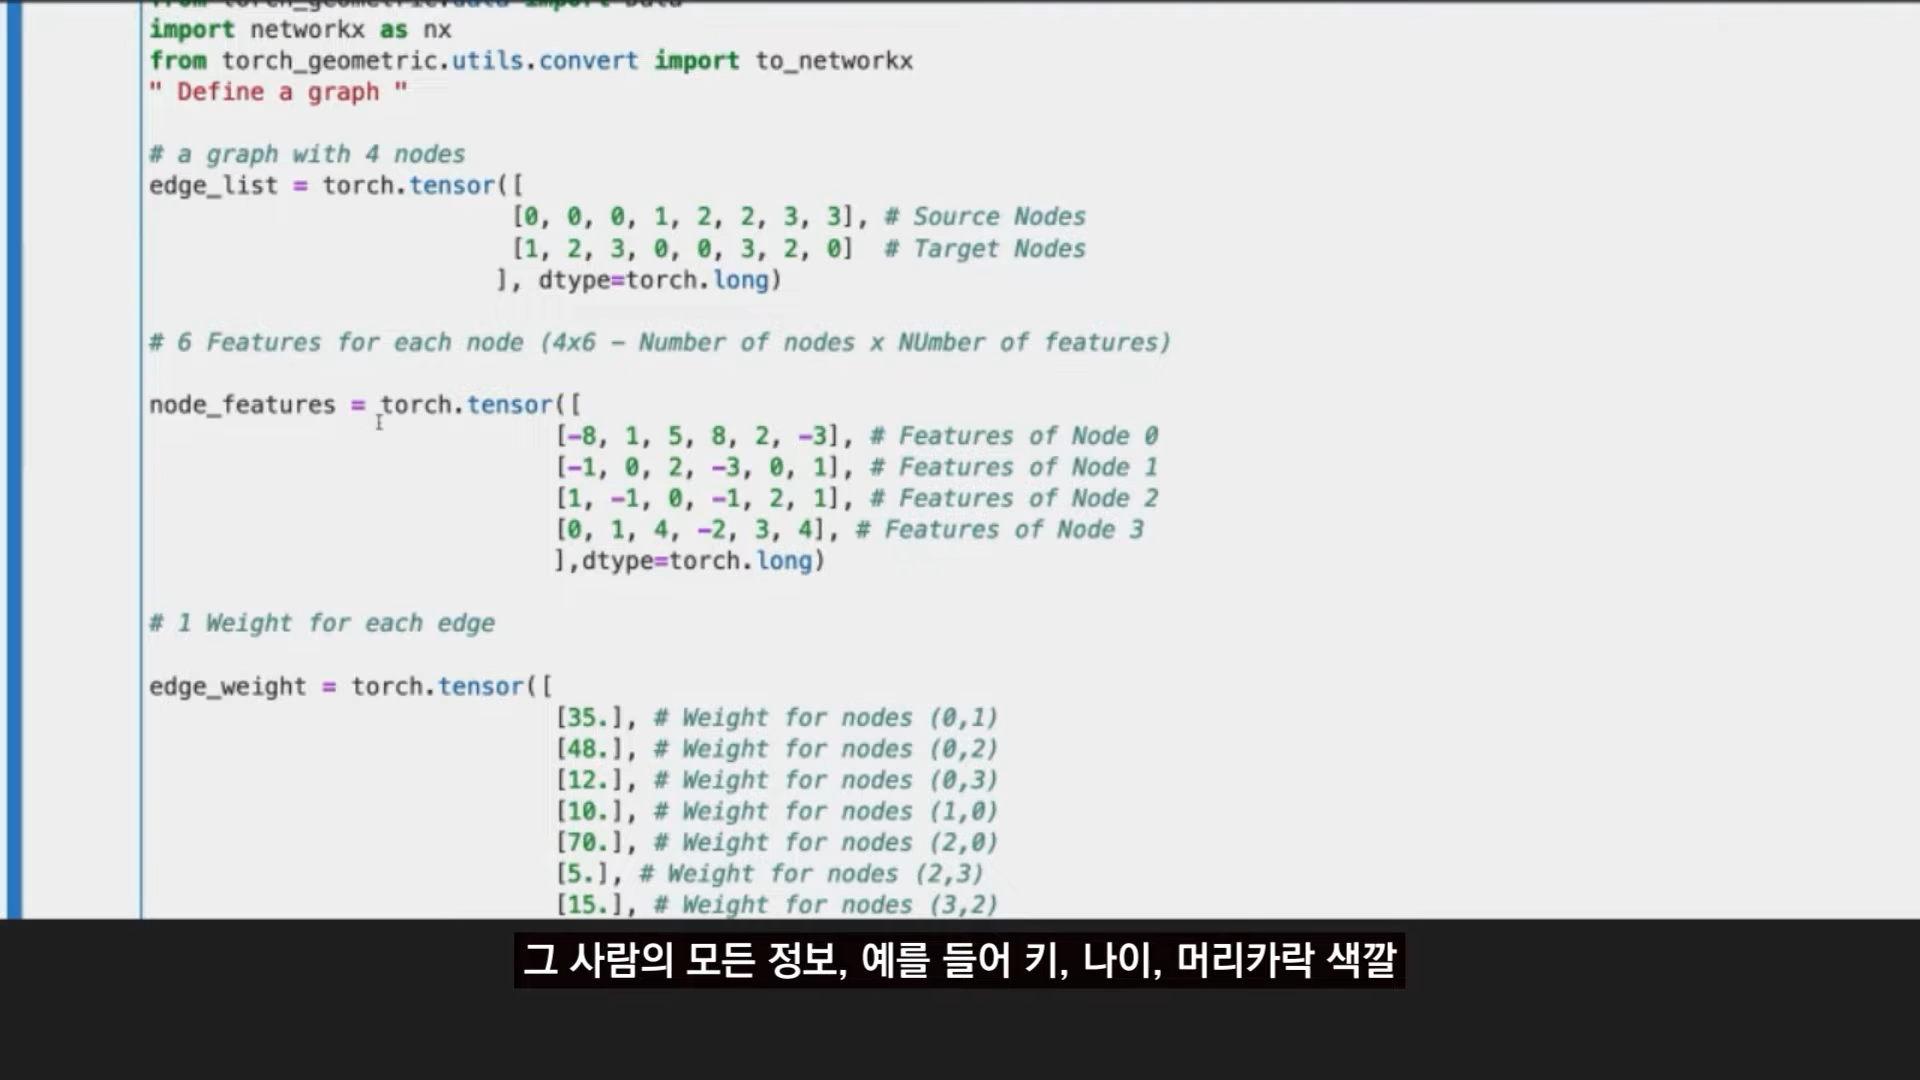 from torch_geometric.data import Data
import networkx as nx
from torch_geometric.utils.convert import to_networkx
" Define a graph "
# a graph with 4 nodes
edge_list = torch.tensor([
[0, 0, 0, 1, 2, 2, 3, 3], # Source Nodes
[1, 2, 3, 0, 0, 3, 2, 0]  # Target Nodes
], dtype=torch.long)
# 6 Features for each node (4x6 - Number of nodes x NUmber of features)
node_features = torch.tensor([
[-8, 1, 5, 8, 2, -3], # Features of Node 0
[-1, 0, 2, -3, 0, 1], # Features of Node 1
[1, -1, 0, -1, 2, 1], # Features of Node 2
[0, 1, 4, -2, 3, 4], # Features of Node 3
],dtype=torch.long)
# 1 Weight for each edge
edge_weight = torch.tensor([
[35.], # Weight for nodes (0,1)
[48.], # Weight for nodes (0,2)
[12.], # Weight for nodes (0,3)
[10.], # Weight for nodes (1,0)
[70.], # Weight for nodes (2,0)
[5.], # Weight for nodes (2,3)
[15.], # Weight for nodes (3,2)
그 사람의 모든 정보, 예를 들어 키, 나이, 머리카락 색깔